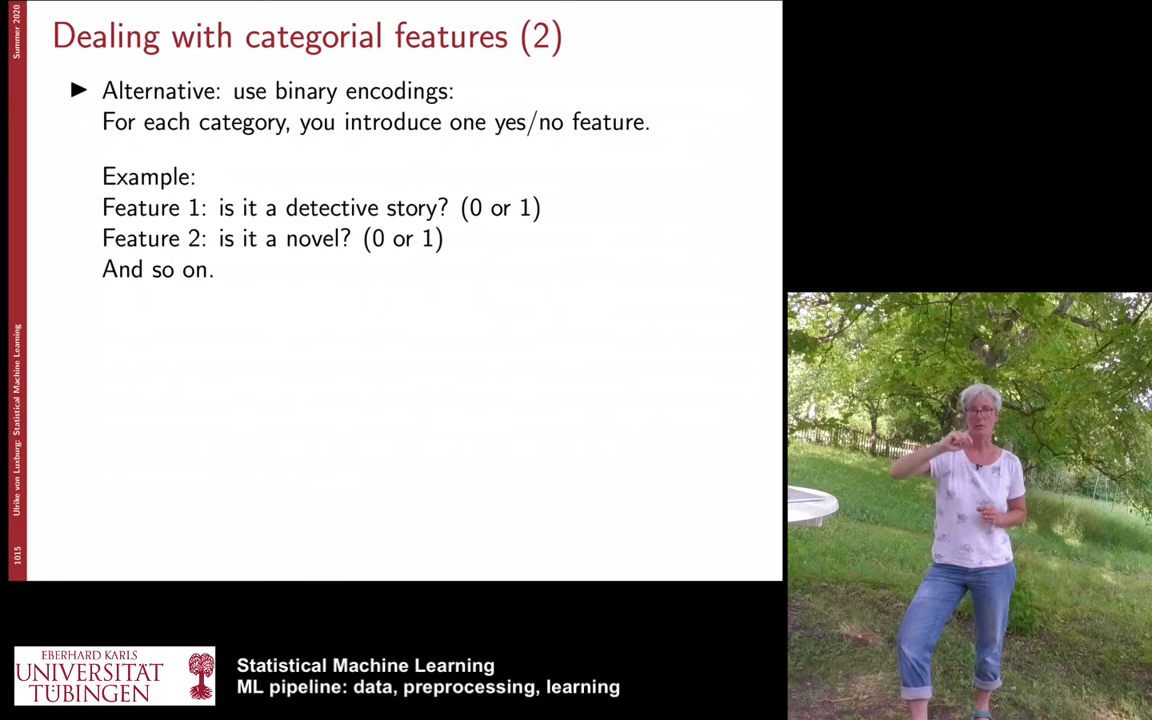 Summer 2020
Dealing with categorial features (2)
► Alternative: use binary encodings:
For each category, you introduce one yes/no feature.
Example:
Feature 1: is it a detective story? (0 or 1)
Feature 2: is it a novel? (0 or 1)
And so on.
Ulrike von Luxburg: Statistical Machine Learning
1015
EBERHARD KARLS
UNIVERSITÄT
TÜBINGEN
Statistical Machine Learning
ML pipeline: data, preprocessing, learning